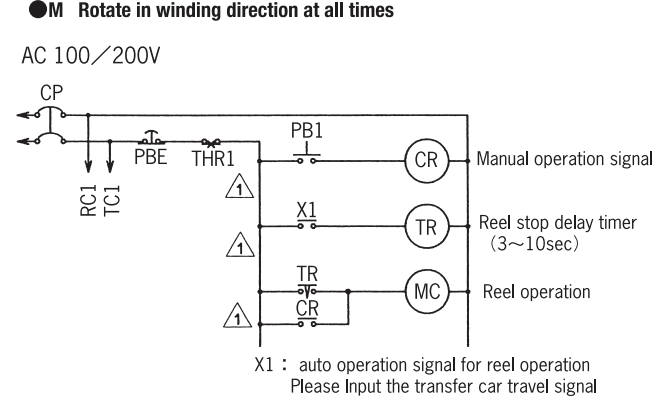 ●M Rotate in winding direction at all times
AC 100／200V
CP
PB1
PBE
THR1
CR
Manual operation signal
RC1
TC1
1
X1
TR
Reel stop delay timer
（3～10sec）
1
TR
MC
Reel operation
CR
1
X1： auto operation signal for reel operation
Please Input the transfer car travel signal